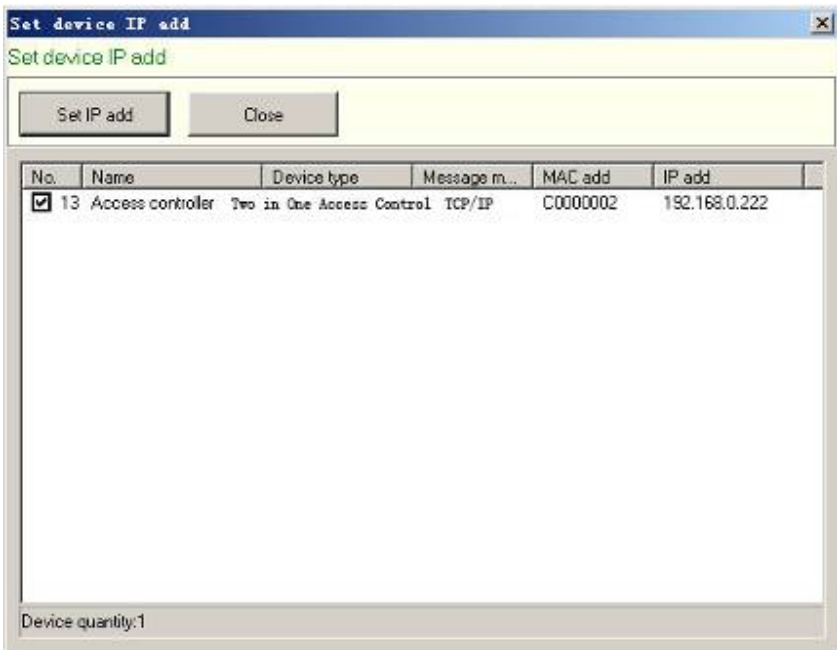 Set device IP add
Set device IP add
Set IP add Close
No. Name Device type Message m... MAC add IP add
13 Access controller Two in One Access Control TCP/IP C0000002 192.168.0.222
Device quantity:1